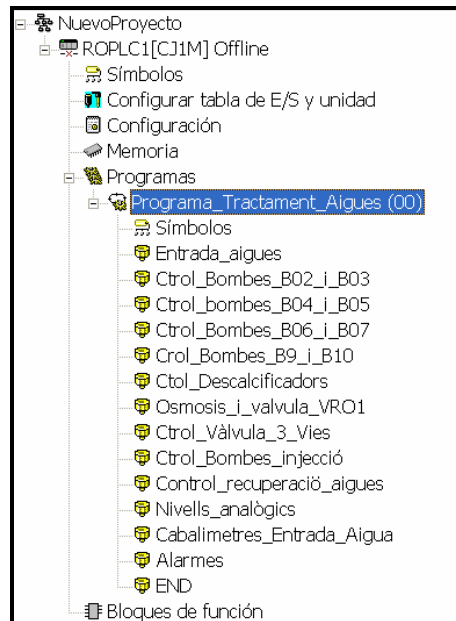 NuevoProyecto
ROPLC1[CJ1M] Offline
Símbolos
Configurar tabla de E/S y unidad
Configuración
Memoria
Programas
Programa_Tractament_Aigues (00)
Símbolos
Entrada_aigues
Ctrol_Bombes_B02_i_B03
Ctrol_bombes_B04_i_B05
Ctrol_Bombes_B06_i_B07
Crol_Bombes_B9_i_B10
Ctol_Descalcificadors
Osmosis_i_valvula_VRO1
Ctrol_Vàlvula_3_Vies
Ctrol_Bombes_injecció
Control_recuperaciö_aigues
Nivells_analògics
Cabalimetres_Entrada_Aigua
Alarmes
END
Bloques de función